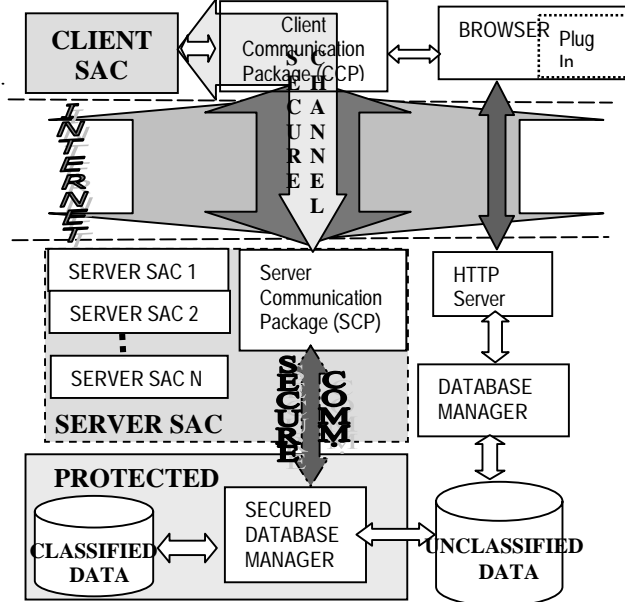 CLIENT
SAC
Client
Communication
Package (CCP)
BROWSER
Plug
In
SECURE
CHANNEL
INTERNET
SERVER SAC 1
SERVER SAC 2
SERVER SAC N
SERVER SAC
Server
Communication
Package (SCP)
HTTP
Server
SECURE
COMM.
DATABASE
MANAGER
PROTECTED
CLASSIFIED
DATA
SECURED
DATABASE
MANAGER
UNCLASSIFIED
DATA